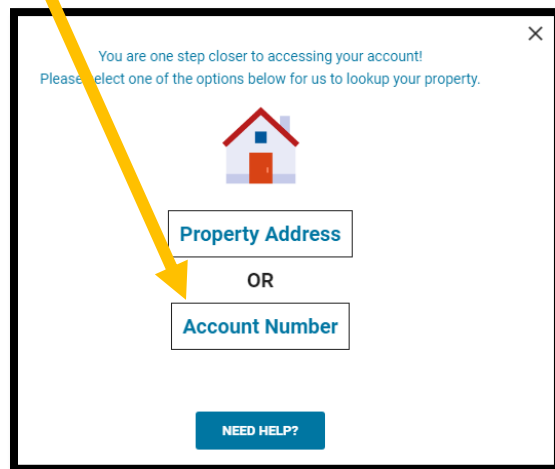 You are one step closer to accessing your account!
Please select one of the options below for us to lookup your property.
Property Address
OR
Account Number
NEED HELP?